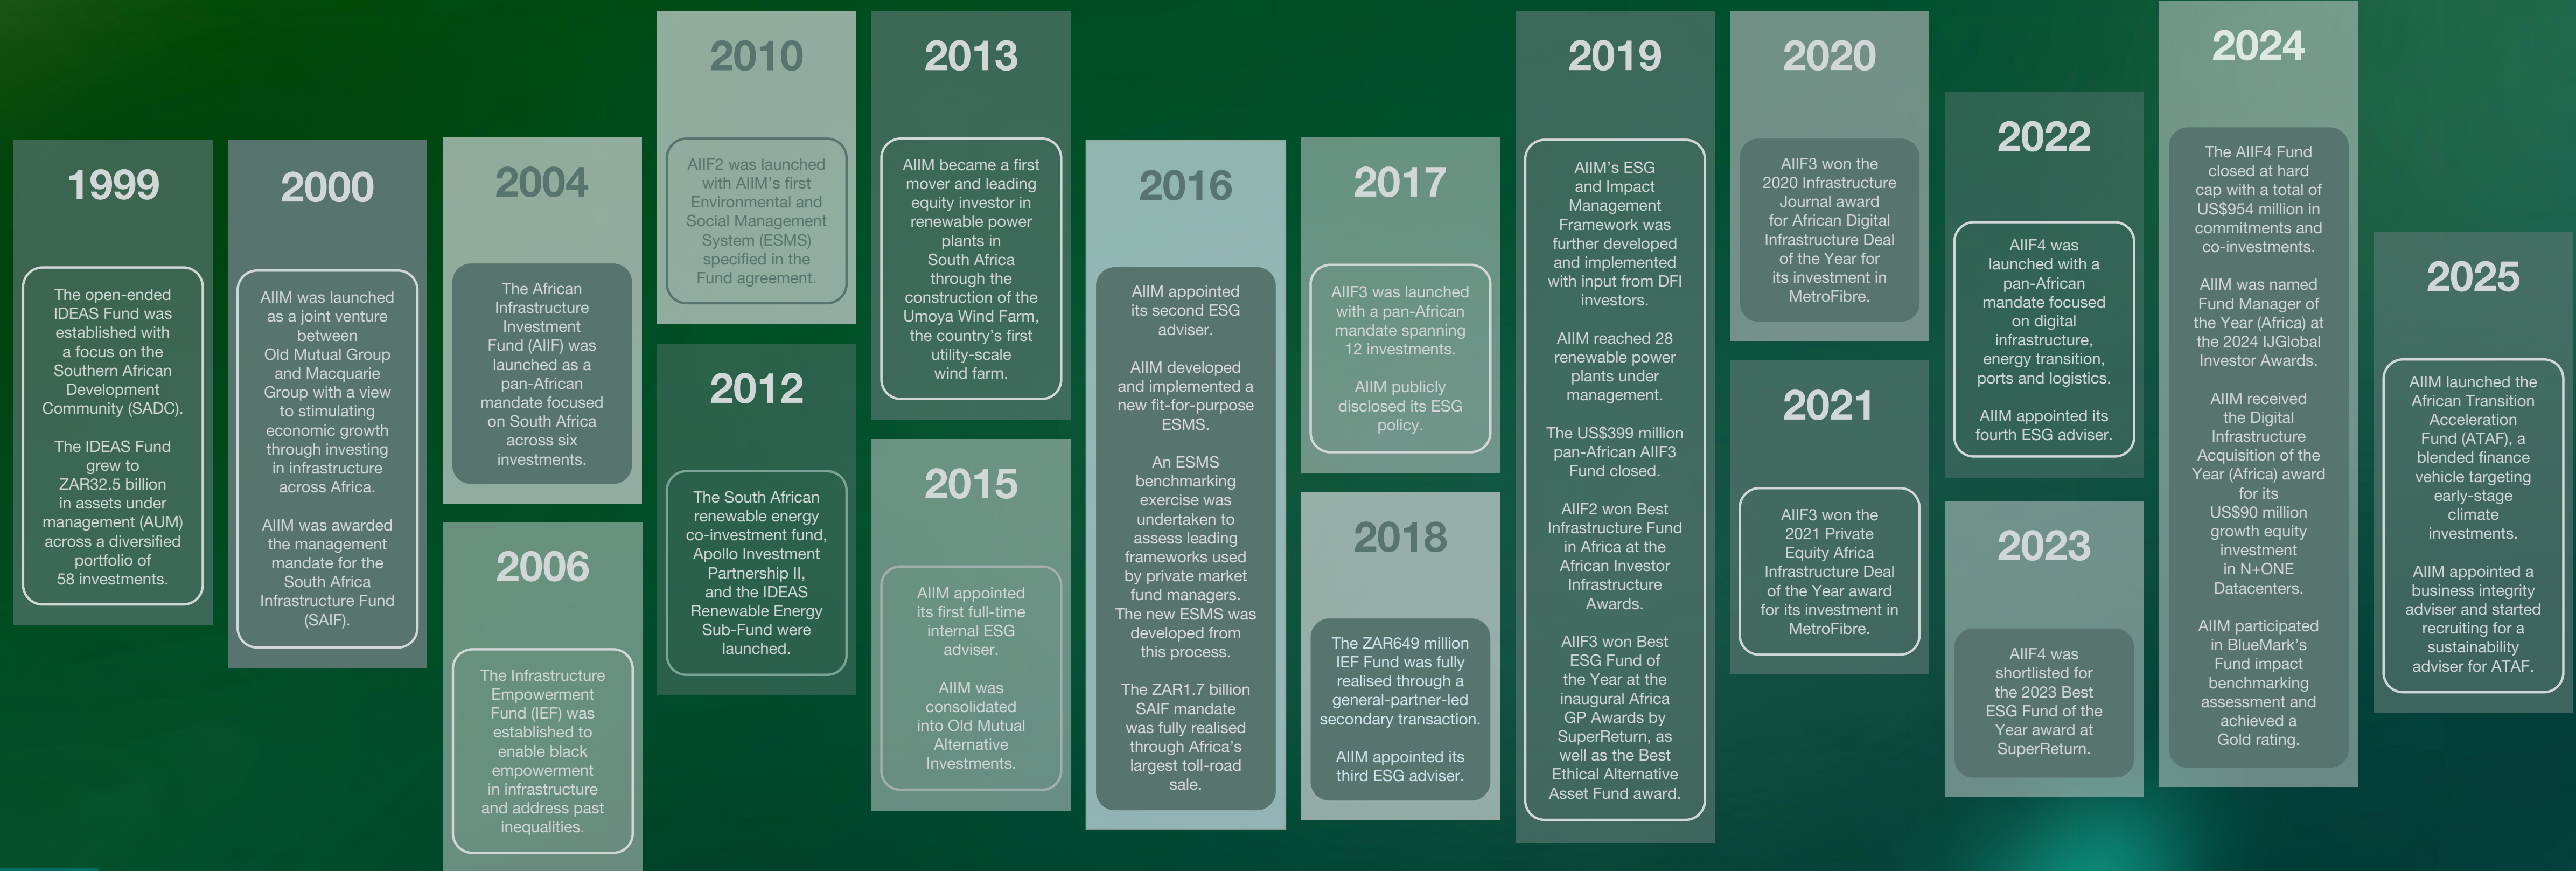 1999
The open-ended
IDEAS Fund was
established with
a focus on the
Southern African
Development
Community (SADC).
The IDEAS Fund
grew to
ZAR32.5 billion
in assets under
management (AUM)
across a diversified
portfolio of
58 investments.
2000
AIIM was launched
as a joint venture
between
Old Mutual Group
and Macquarie
Group with a view
to stimulating
economic growth
through investing
in infrastructure
across Africa.
AIIM was awarded
the management
mandate for the
South Africa
Infrastructure Fund
(SAIF).
2004
The African
Infrastructure
Investment
Fund (AIIF) was
launched as a
pan-African
mandate focused
on South Africa
across six
investments.
2006
The Infrastructure
Empowerment
Fund (IEF) was
established to
enable black
empowerment
in infrastructure
and address past
inequalities.
2010
AIIF2 was launched
with AIIM’s first
Environmental and
Social Management
System (ESMS)
specified in the
Fund agreement.
2012
The South African
renewable energy
co-investment fund,
Apollo Investment
Partnership II,
and the IDEAS
Renewable Energy
Sub-Fund were
launched.
2013
AIIM became a first
mover and leading
equity investor in
renewable power
plants in
South Africa
through the
construction of the
Umoya Wind Farm,
the country’s first
utility-scale
wind farm.
2015
AIIM appointed
its first full-time
internal ESG
adviser.
AIIM was
consolidated
into Old Mutual
Alternative
Investments.
2016
AIIM appointed
its second ESG
adviser.
AIIM developed
and implemented a
new fit-for-purpose
ESMS.
An ESMS
benchmarking
exercise was
undertaken to
assess leading
frameworks used
by private market
fund managers.
The new ESMS was
developed from
this process.
The ZAR1.7 billion
SAIF mandate
was fully realised
through Africa’s
largest toll-road
sale.
2017
AIIF3 was launched
with a pan-African
mandate spanning
12 investments.
AIIM publicly
disclosed its ESG
policy.
2018
The ZAR649 million
IEF Fund was fully
realised through a
general-partner-led
secondary transaction.
AIIM appointed its
third ESG adviser.
2019
AIIM’s ESG
and Impact
Management
Framework was
further developed
and implemented
with input from DFI
investors.
AIIM reached 28
renewable power
plants under
management.
The US$399 million
pan-African AIIF3
Fund closed.
AIIF2 won Best
Infrastructure Fund
in Africa at the
African Investor
Infrastructure
Awards.
AIIF3 won Best
ESG Fund of
the Year at the
inaugural Africa
GP Awards by
SuperReturn, as
well as the Best
Ethical Alternative
Asset Fund award.
2020
AIIF3 won the
2020 Infrastructure
Journal award
for African Digital
Infrastructure Deal
of the Year for
its investment in
MetroFibre.
2021
AIIF3 won the
2021 Private
Equity Africa
Infrastructure Deal
of the Year award
for its investment in
MetroFibre.
2022
AIIF4 was
launched with a
pan-African
mandate focused
on digital
infrastructure,
energy transition,
ports and logistics.
AIIM appointed its
fourth ESG adviser.
2023
AIIF4 was
shortlisted for
the 2023 Best
ESG Fund of the
Year award at
SuperReturn.
2024
The AIIF4 Fund
closed at hard
cap with a total of
US$954 million in
commitments and
co-investments.
AIIM was named
Fund Manager of
the Year (Africa) at
the 2024 IJGlobal
Investor Awards.
AIIM received
the Digital
Infrastructure
Acquisition of the
Year (Africa) award
for its
US$90 million
growth equity
investment
in N+ONE
Datacenters.
AIIM participated
in BlueMark’s
Fund impact
benchmarking
assessment and
achieved a
Gold rating.
2025
AIIM launched the
African Transition
Acceleration
Fund (ATAF), a
blended finance
vehicle targeting
early-stage
climate
investments.
AIIM appointed a
business integrity
adviser and started
recruiting for a
sustainability
adviser for ATAF.